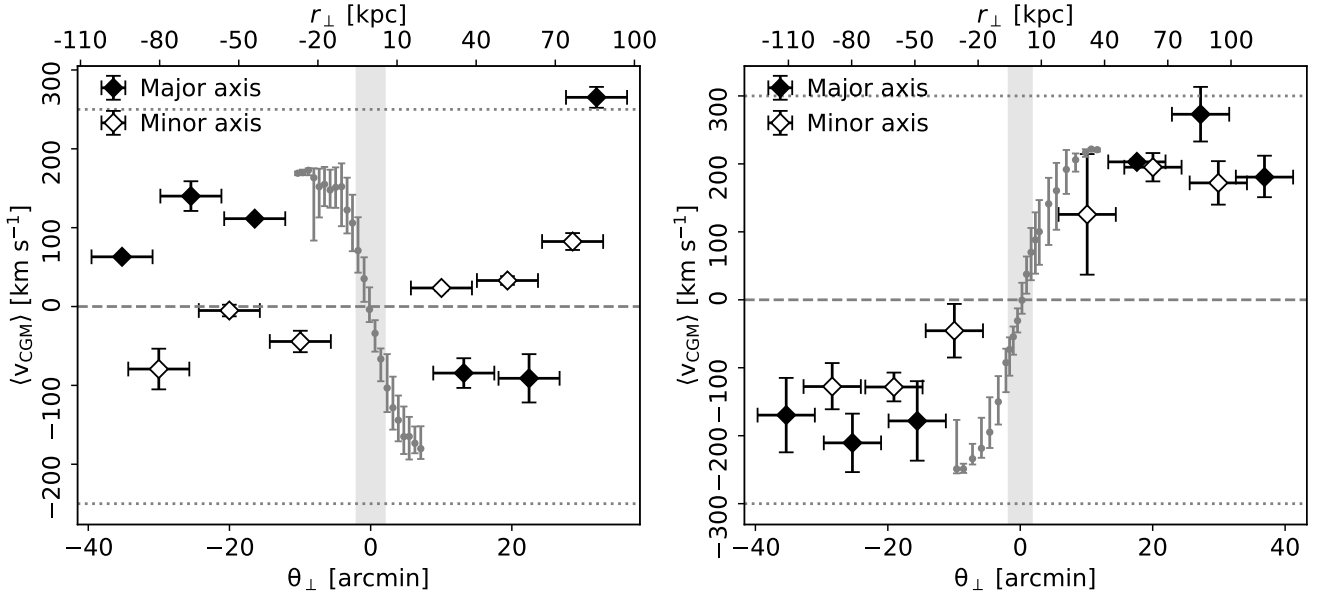 r⊥ [kpc]
-110 -80 -50 -20 10 40 70 100
Major axis
Minor axis
300
200
100
0
−100
−200
⟨vCGM⟩ [km s−1]
−40 −20 0 20
θ⊥ [arcmin]
r⊥ [kpc]
-110 -80 -50 -20 10 40 70 100
Major axis
Minor axis
300
200
100
0
−100
−200
−300
⟨vCGM⟩ [km s−1]
−40 −20 0 20 40
θ⊥ [arcmin]